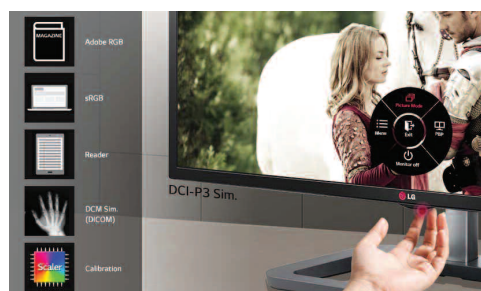 MAGAZINE
Adobe RGB
sRGB
Reader
DCM Sim.
(DICOM)
Scaler
Calibration
Picture Mode
Menu
Exit
PBP
Monitor off
LG
DCI-P3 Sim.